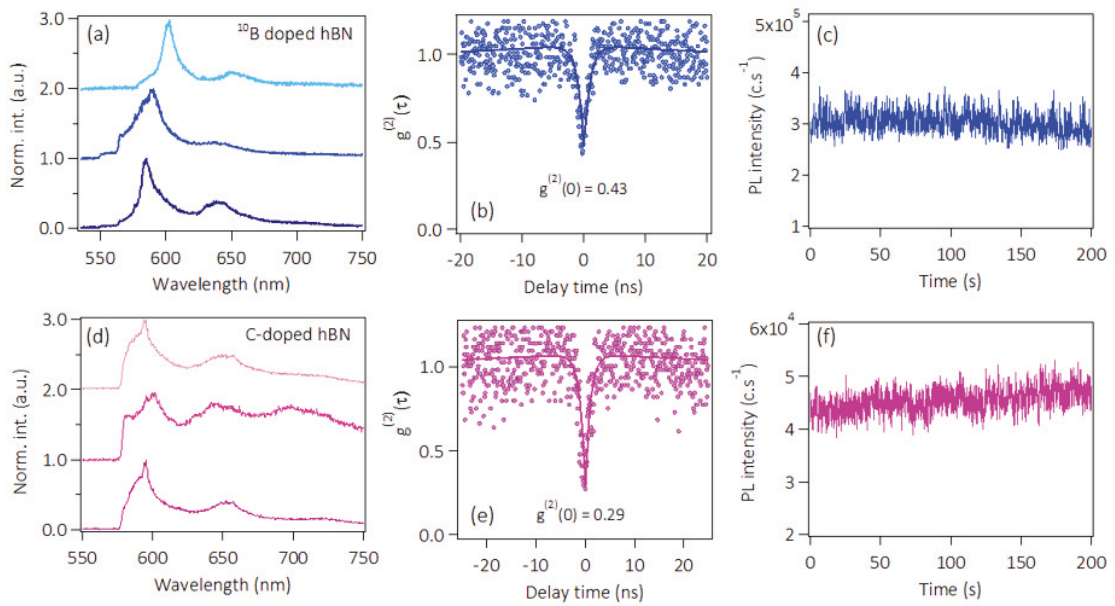 (a)
¹⁰B doped hBN
3.0
2.0
1.0
0.0
Norm. int. (a.u.)
550 600 650 700 750
Wavelength (nm)
1.0
0.5
0.0
g⁽²⁾(τ)
g⁽²⁾(0) = 0.43
(b)
-20 -10 0 10 20
Delay time (ns)
5x10⁵
(c)
4
3
2
1
PL intensity (c.s⁻¹)
0 50 100 150 200
Time (s)
(d)
C-doped hBN
3.0
2.0
1.0
0.0
Norm. int. (a.u.)
550 600 650 700 750
Wavelength (nm)
1.0
0.5
0.0
g⁽²⁾(τ)
g⁽²⁾(0) = 0.29
(e)
-20 -10 0 10 20
Delay time (ns)
6x10⁴
(f)
5
4
3
2
PL intensity (c.s⁻¹)
0 50 100 150 200
Time (s)